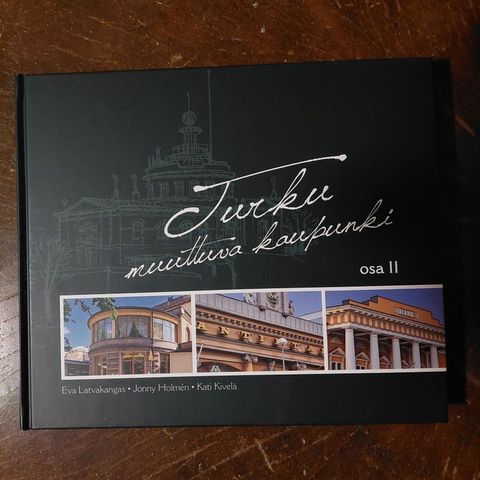 Turku
muuttuva kaupunki
osa II
Eva Latvakangas • Jonny Holmén • Kati Kivelä